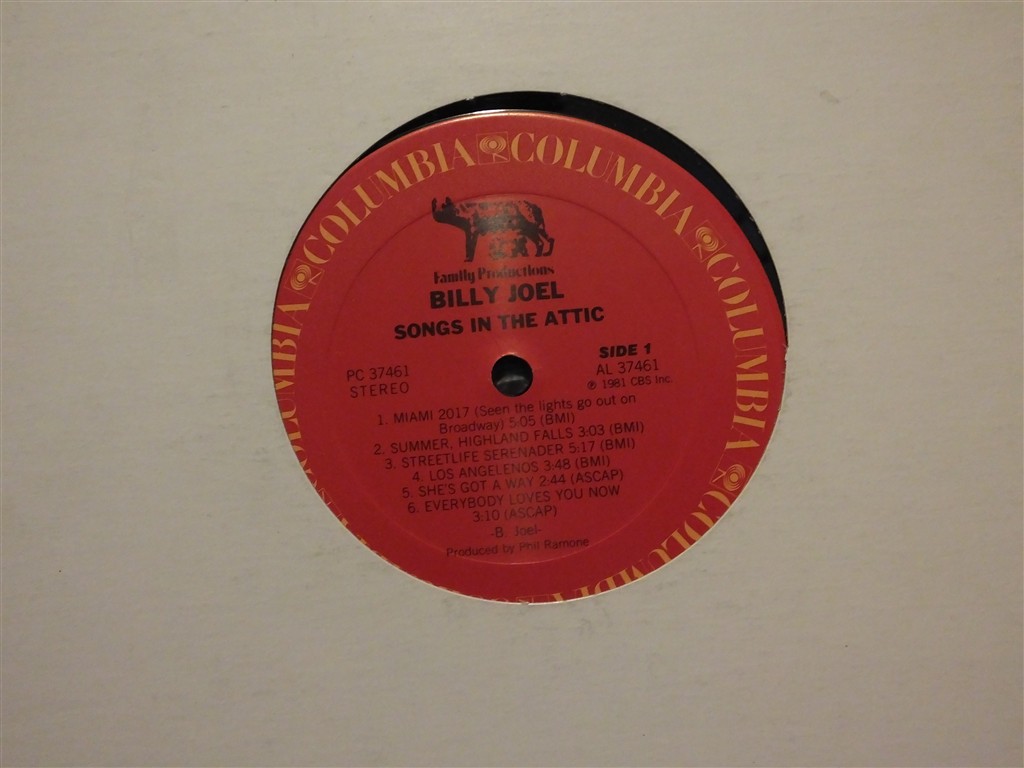 COLUMBIA COLUMBIA COLUMBIA COLUMBIA
Family Productions
BILLY JOEL
SONGS IN THE ATTIC
SIDE 1
PC 37461
AL 37461
STEREO
℗ 1981 CBS Inc.
1. MIAMI 2017 (Seen the lights go out on
Broadway) 5:05 (BMI)
2. SUMMER, HIGHLAND FALLS 3:03 (BMI)
3. STREETLIFE SERENADER 5:17 (BMI)
4. LOS ANGELENOS 3:48 (BMI)
5. SHE'S GOT A WAY 2:44 (ASCAP)
6. EVERYBODY LOVES YOU NOW
3:10 (ASCAP)
-B. Joel-
Produced by Phil Ramone